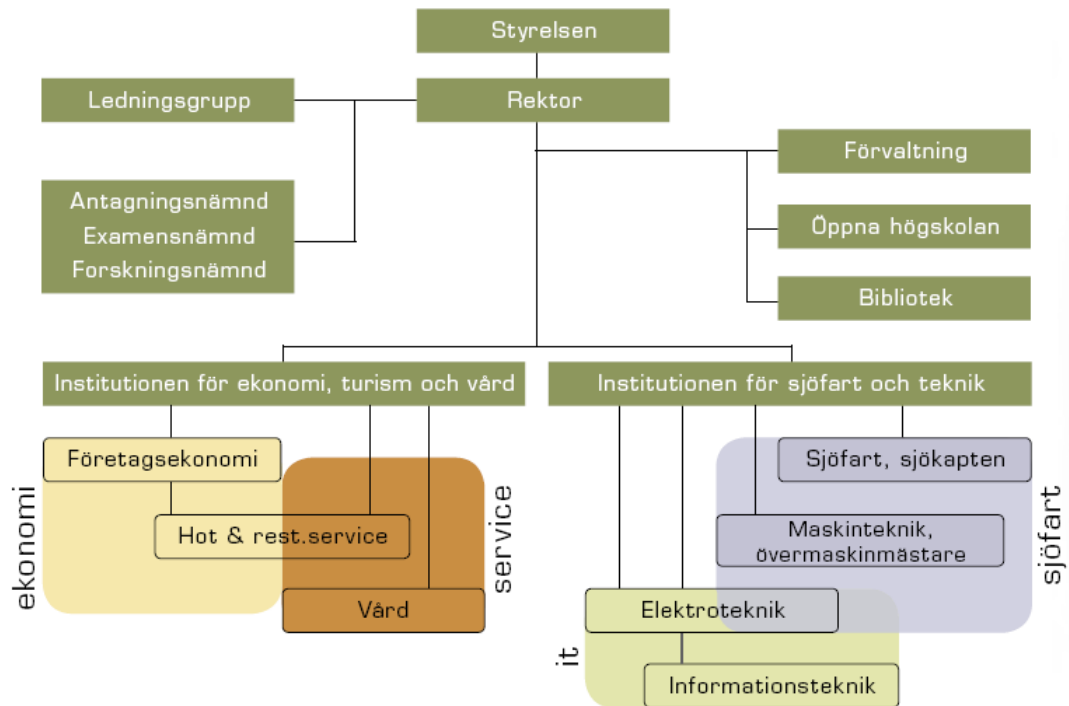 Styrelsen
Ledningsgrupp
Rektor
Förvaltning
Antagningsnämnd
Examensnämnd
Forskningsnämnd
Öppna högskolan
Bibliotek
Institutionen för ekonomi, turism och vård
Institutionen för sjöfart och teknik
Företagsekonomi
Sjöfart, sjökapten
ekonomi
service
sjöfart
Hot & rest.service
Maskinteknik,
övermaskinmästare
Vård
Elektroteknik
it
Informationsteknik